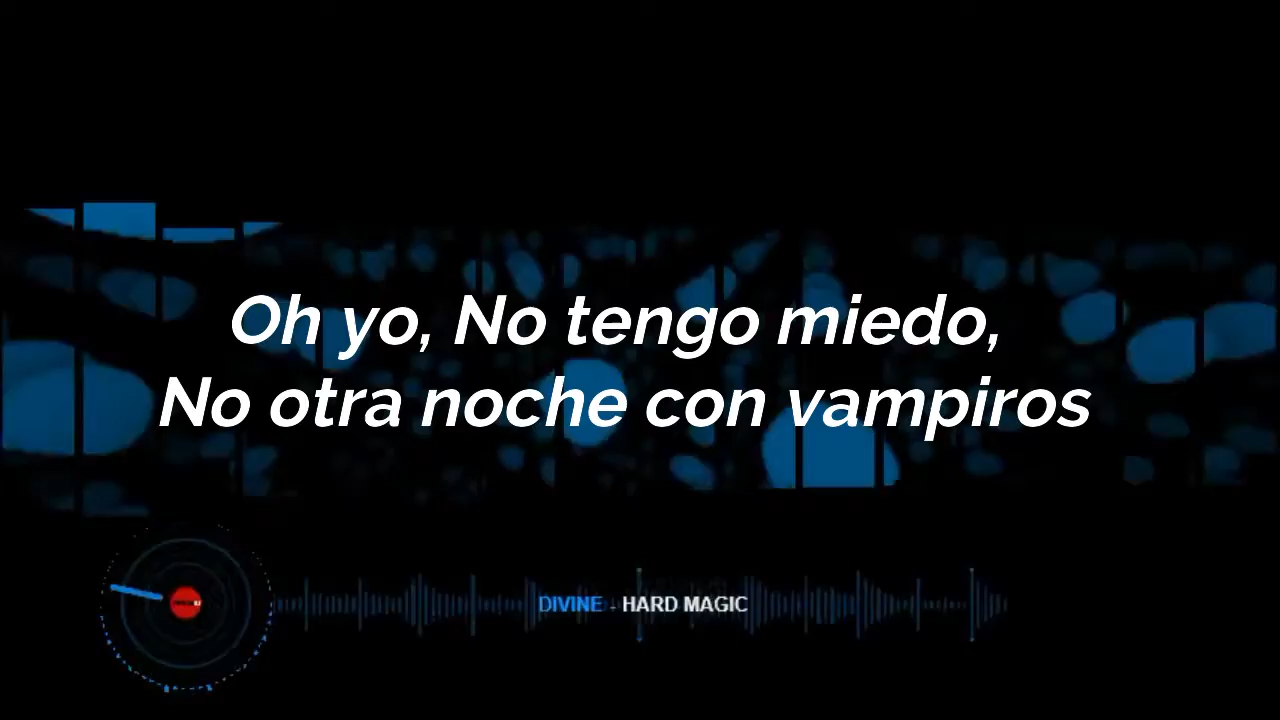 Oh yo, No tengo miedo,
No otra noche con vampiros
DIVINE - HARD MAGIC